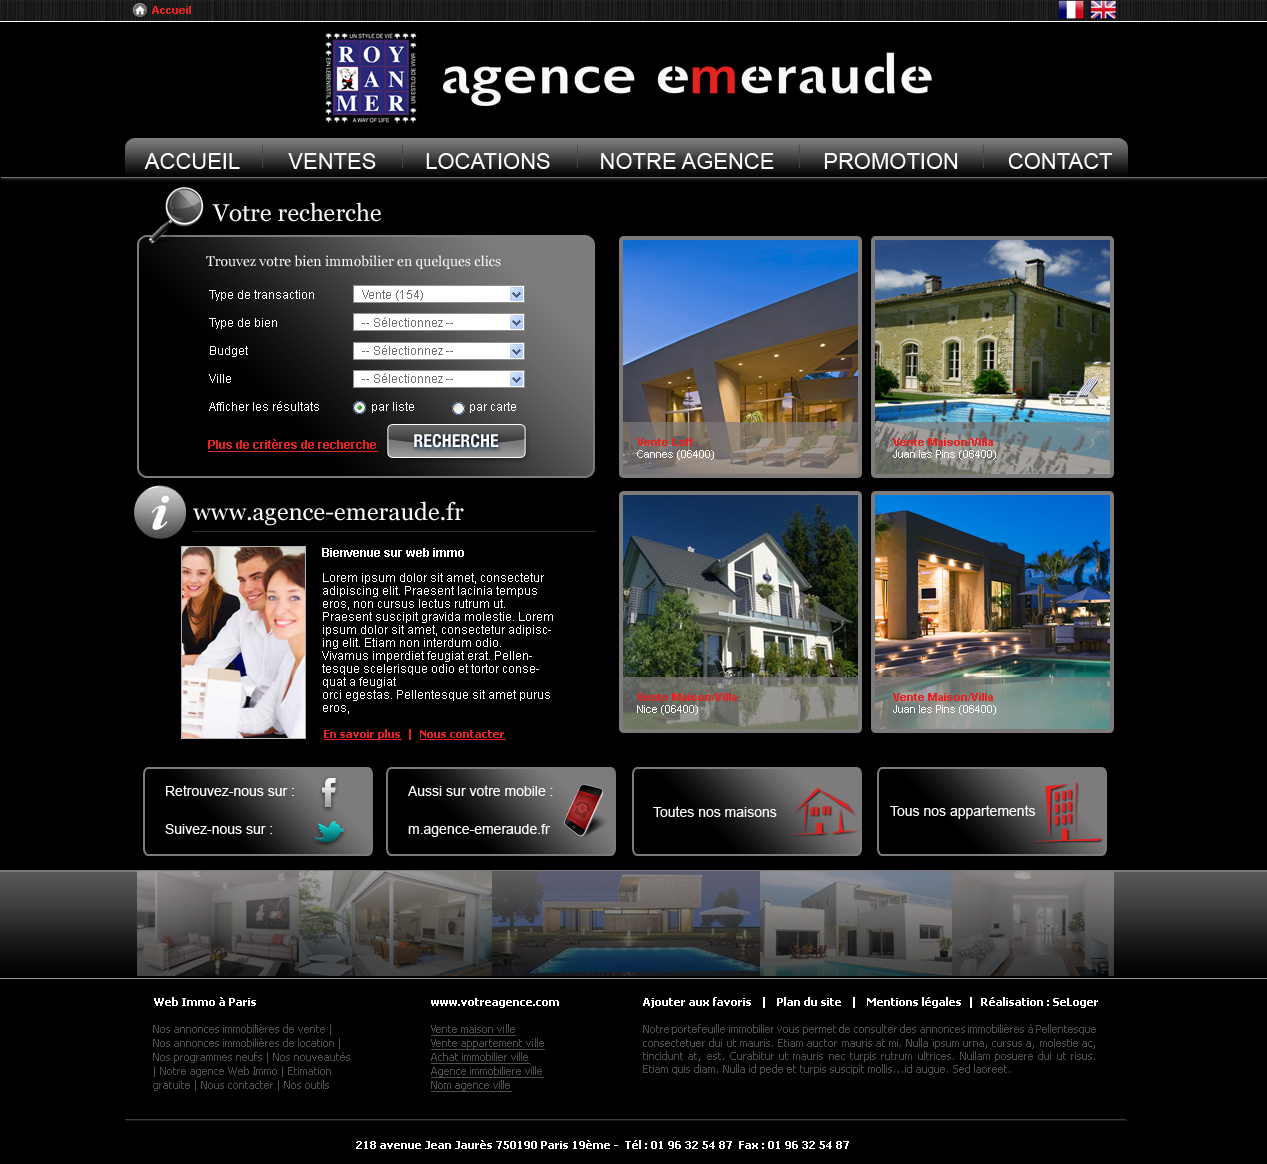 Accueil
UN STYLE DE VIE
EN LEBENSSTIL
ROY
AN
MER
UN ESTILO DE VIVIR
A WAY OF LIFE
agence emeraude
ACCUEIL VENTES LOCATIONS NOTRE AGENCE PROMOTION CONTACT
Votre recherche
Trouvez votre bien immobilier en quelques clics
Type de transaction Vente (154)
Type de bien -- Sélectionnez --
Budget -- Sélectionnez --
Ville -- Sélectionnez --
Afficher les résultats par liste par carte
Plus de critères de recherche RECHERCHE
Vente
Cannes (06400)
Vente Maison/Villa
Juan les Pins (06400)
i www.agence-emeraude.fr
Bienvenue sur web immo
Lorem ipsum dolor sit amet, consectetur
adipiscing elit. Praesent lacinia tempus
eros, non cursus lectus rutrum ut.
Praesent suscipit gravida molestie. Lorem
ipsum dolor sit amet, consectetur adipisc-
ing elit. Etiam non interdum odio.
Vivamus imperdiet feugiat erat. Pellen-
tesque scelerisque odio et tortor conse-
quat a feugiat
orci egestas. Pellentesque sit amet purus
eros,
En savoir plus | Nous contacter
Vente Maison/Villa
Nice (06400)
Vente Maison/Villa
Juan les Pins (06400)
Retrouvez-nous sur : f
Suivez-nous sur :
Aussi sur votre mobile :
m.agence-emeraude.fr
Toutes nos maisons
Tous nos appartements
Web Immo à Paris
Nos annonces immobilières de vente |
Nos annonces immobilières de location |
Nos programmes neufs | Nos nouveautés
| Notre agence Web Immo | Etimation
gratuite | Nous contacter | Nos outils
www.votreagence.com
Vente maison ville
Vente appartement ville
Achat immobilier ville
Agence immobiliere ville
Nom agence ville
Ajouter aux favoris | Plan du site | Mentions légales | Réalisation : SeLoger
Notre portefeuille immobilier vous permet de consulter des annonces immobilières à Pellentesque
consectetuer dui ut mauris. Etiam auctor mauris at mi. Nulla ipsum urna, cursus a, molestie ac,
tincidunt at, est. Curabitur ut mauris nec turpis rutrum ultrices. Nullam posuere dui ut risus.
Etiam quis diam. Nulla id pede et turpis suscipit mollis...id augue. Sed laoreet.
218 avenue Jean Jaurès 750190 Paris 19ème - Tél : 01 96 32 54 87 Fax : 01 96 32 54 87